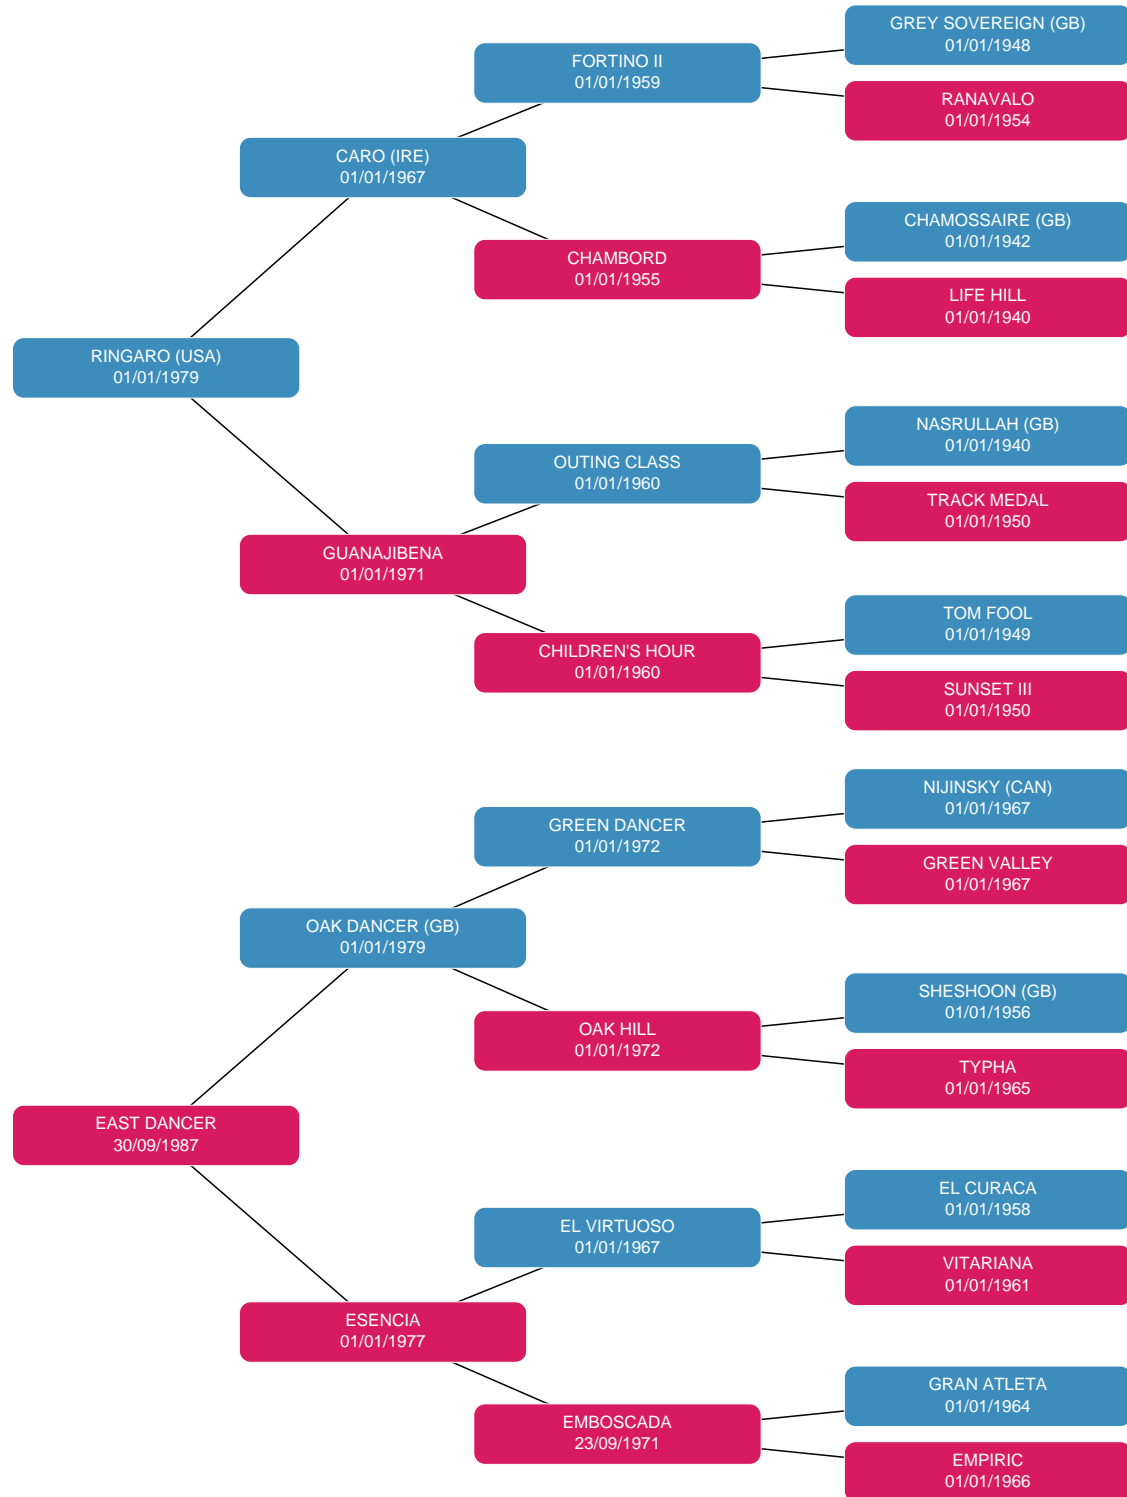 GREY SOVEREIGN (GB)
01/01/1948
FORTINO II
01/01/1959
RANAVALO
01/01/1954
CARO (IRE)
01/01/1967
CHAMOSSAIRE (GB)
01/01/1942
CHAMBORD
01/01/1955
LIFE HILL
01/01/1940
RINGARO (USA)
01/01/1979
NASRULLAH (GB)
01/01/1940
OUTING CLASS
01/01/1960
TRACK MEDAL
01/01/1950
GUANAJIBENA
01/01/1971
TOM FOOL
01/01/1949
CHILDREN'S HOUR
01/01/1960
SUNSET III
01/01/1950
NIJINSKY (CAN)
01/01/1967
GREEN DANCER
01/01/1972
GREEN VALLEY
01/01/1967
OAK DANCER (GB)
01/01/1979
SHESHOON (GB)
01/01/1956
OAK HILL
01/01/1972
TYPHA
01/01/1965
EAST DANCER
30/09/1987
EL CURACA
01/01/1958
EL VIRTUOSO
01/01/1967
VITARIANA
01/01/1961
ESENCIA
01/01/1977
GRAN ATLETA
01/01/1964
EMBOSCADA
23/09/1971
EMPIRIC
01/01/1966